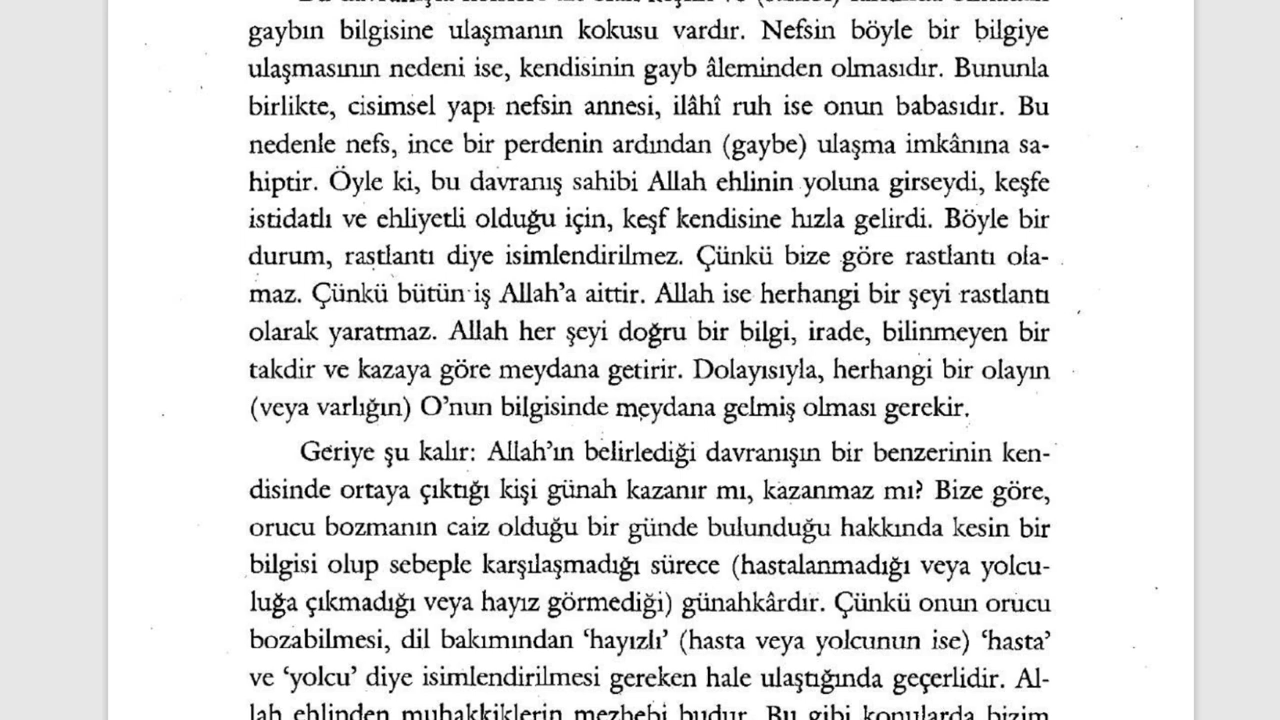 gaybın bilgisine ulaşmanın kokusu vardır. Nefsin böyle bir bilgiye
ulaşmasının nedeni ise, kendisinin gayb âleminden olmasıdır. Bununla
birlikte, cisimsel yapı nefsin annesi, ilâhî ruh ise onun babasıdır. Bu
nedenle nefs, ince bir perdenin ardından (gaybe) ulaşma imkânına sa-
hiptir. Öyle ki, bu davranış sahibi Allah ehlinin yoluna girseydi, keşfe
istidatlı ve ehliyetli olduğu için, keşf kendisine hızla gelirdi. Böyle bir
durum, rastlantı diye isimlendirilmez. Çünkü bize göre rastlantı ola-
maz. Çünkü bütün iş Allah'a aittir. Allah ise herhangi bir şeyi rastlantı
olarak yaratmaz. Allah her şeyi doğru bir bilgi, irade, bilinmeyen bir
takdir ve kazaya göre meydana getirir. Dolayısıyla, herhangi bir olayın
(veya varlığın) O'nun bilgisinde meydana gelmiş olması gerekir.
Geriye şu kalır: Allah'ın belirlediği davranışın bir benzerinin ken-
disinde ortaya çıktığı kişi günah kazanır mı, kazanmaz mı? Bize göre,
orucu bozmanın caiz olduğu bir günde bulunduğu hakkında kesin bir
bilgisi olup sebeple karşılaşmadığı sürece (hastalanmadığı veya yolcu-
luğa çıkmadığı veya hayız görmediği) günahkârdır. Çünkü onun orucu
bozabilmesi, dil bakımından 'hayızlı' (hasta veya yolcunun ise) 'hasta'
ve 'yolcu' diye isimlendirilmesi gereken hale ulaştığında geçerlidir. Al-
lah ehlinden muhakkiklerin mezhebi budur. Bu gibi konularda bizim